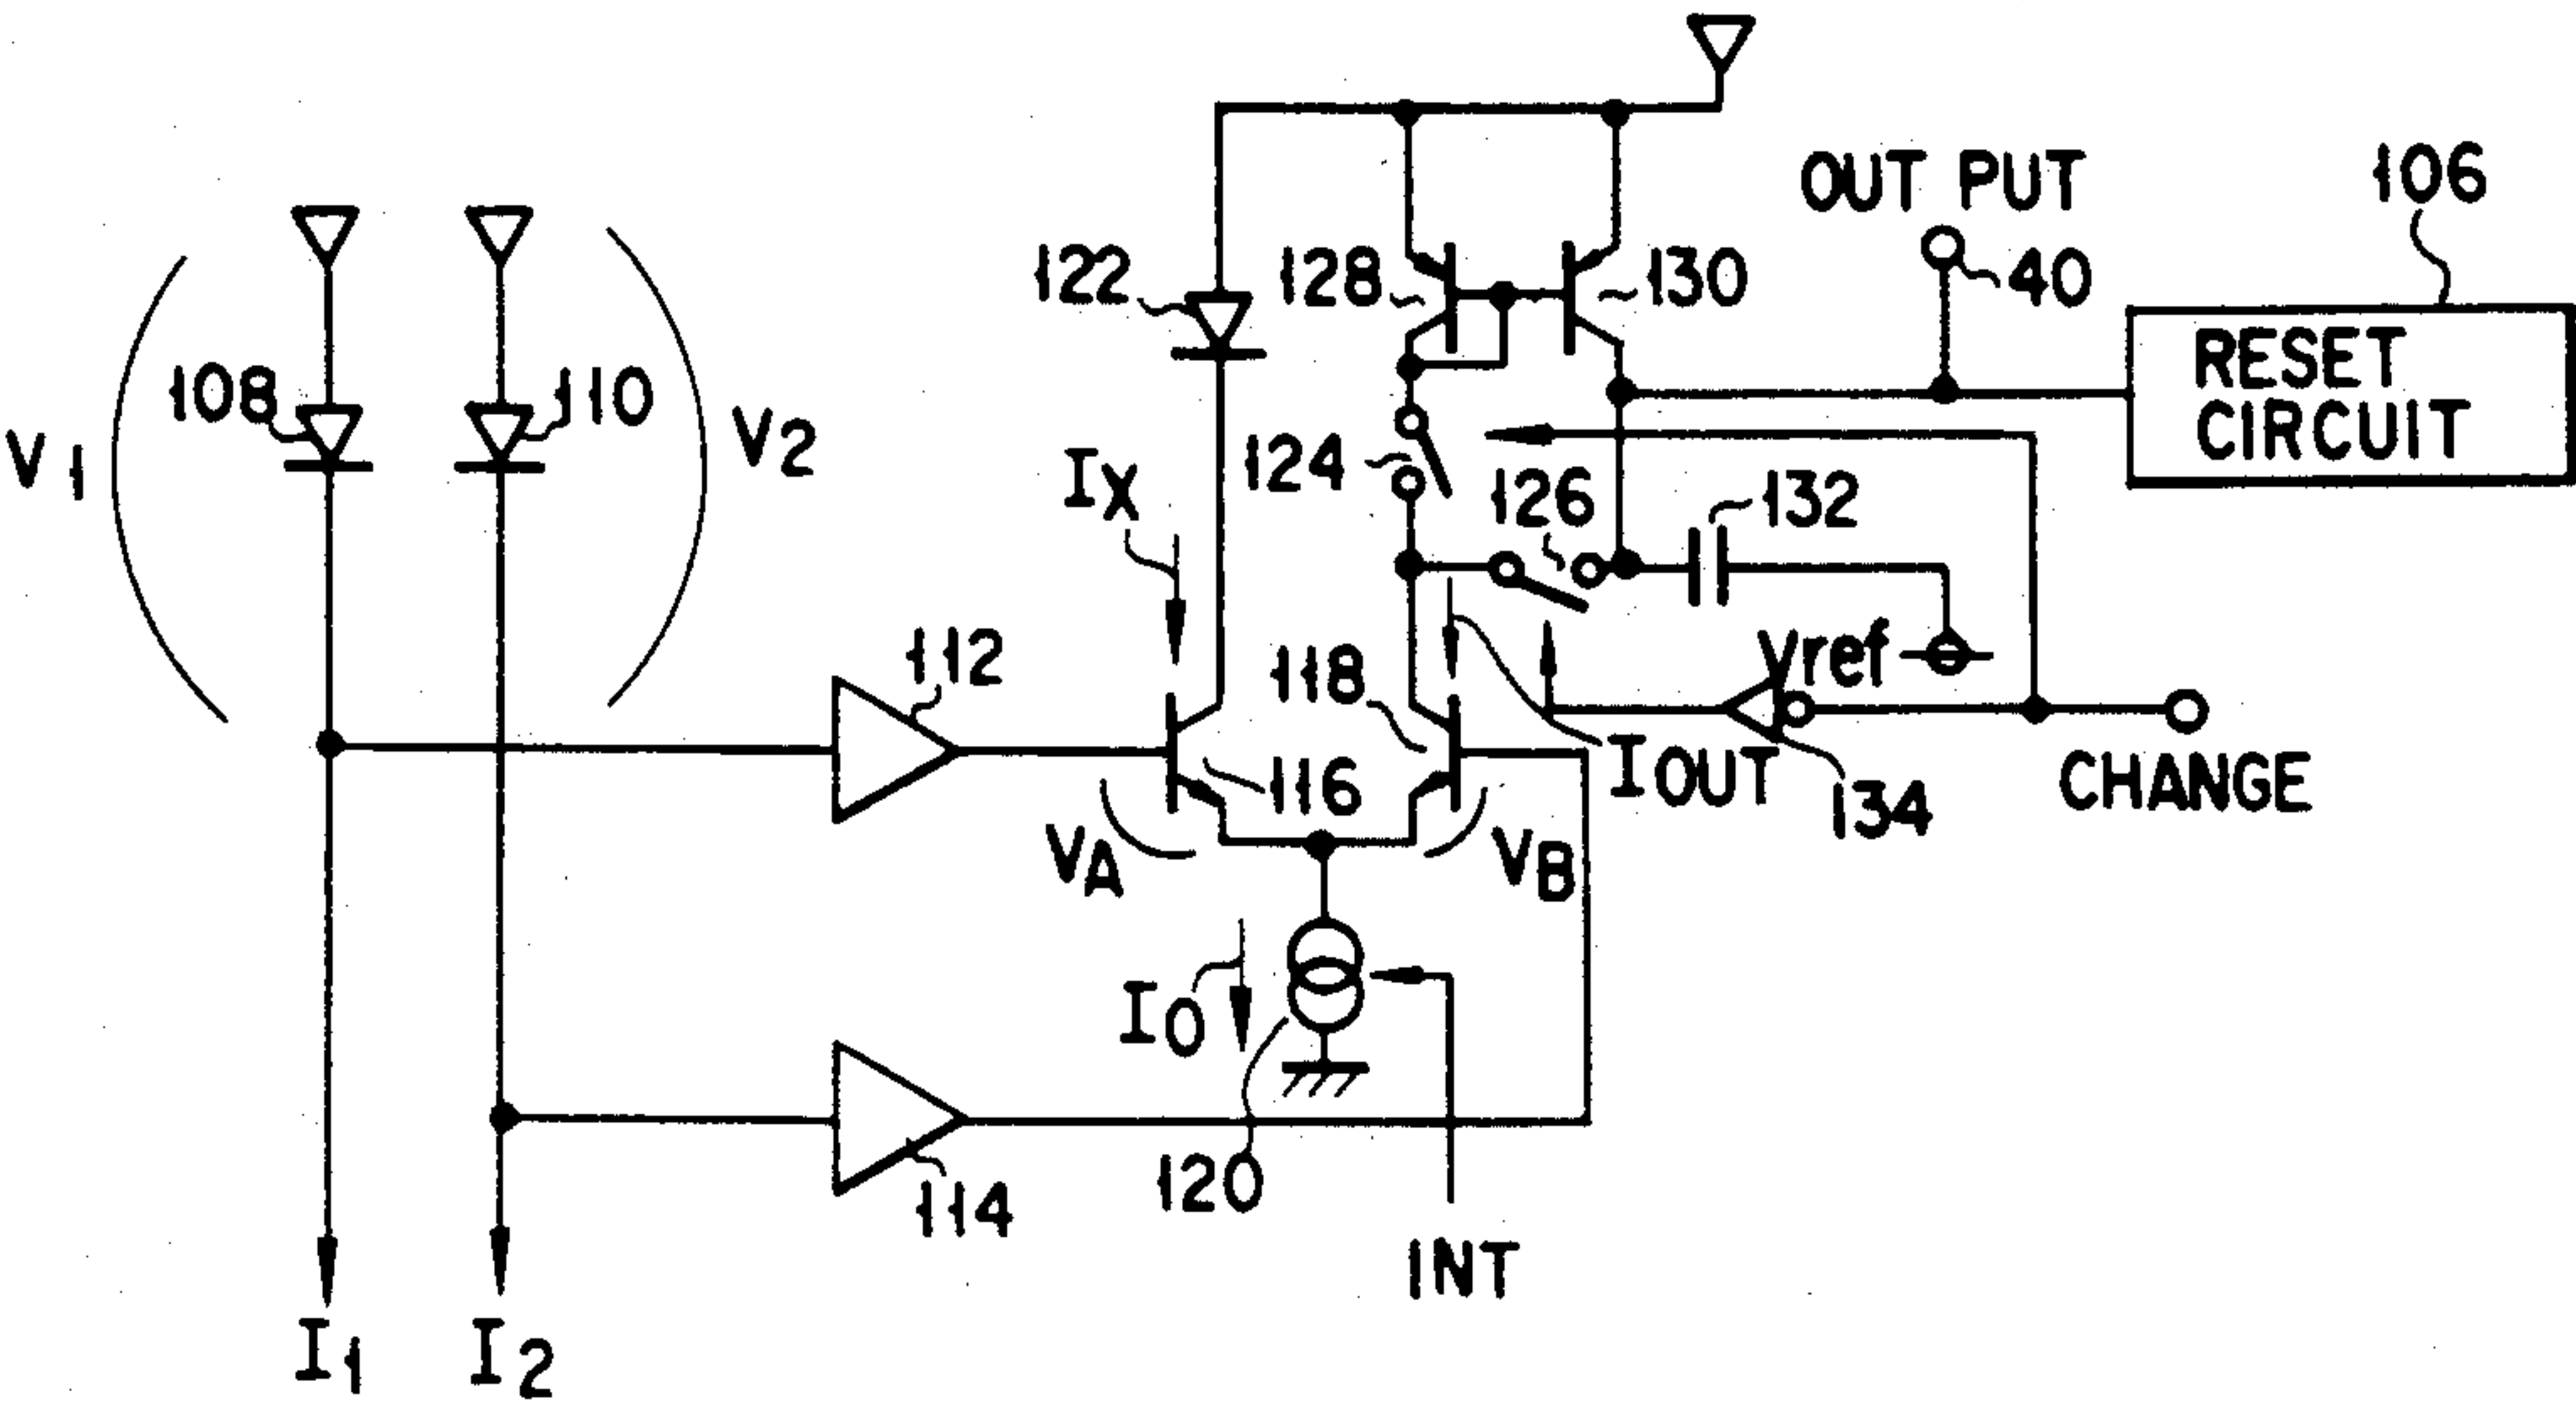 OUT PUT
106
122
128
130
40
RESET
CIRCUIT
108
110
V1
V2
124
IX
126
132
112
118
Vref
116
IOUT
134
CHANGE
VA
VB
IO
120
114
INT
I1
I2